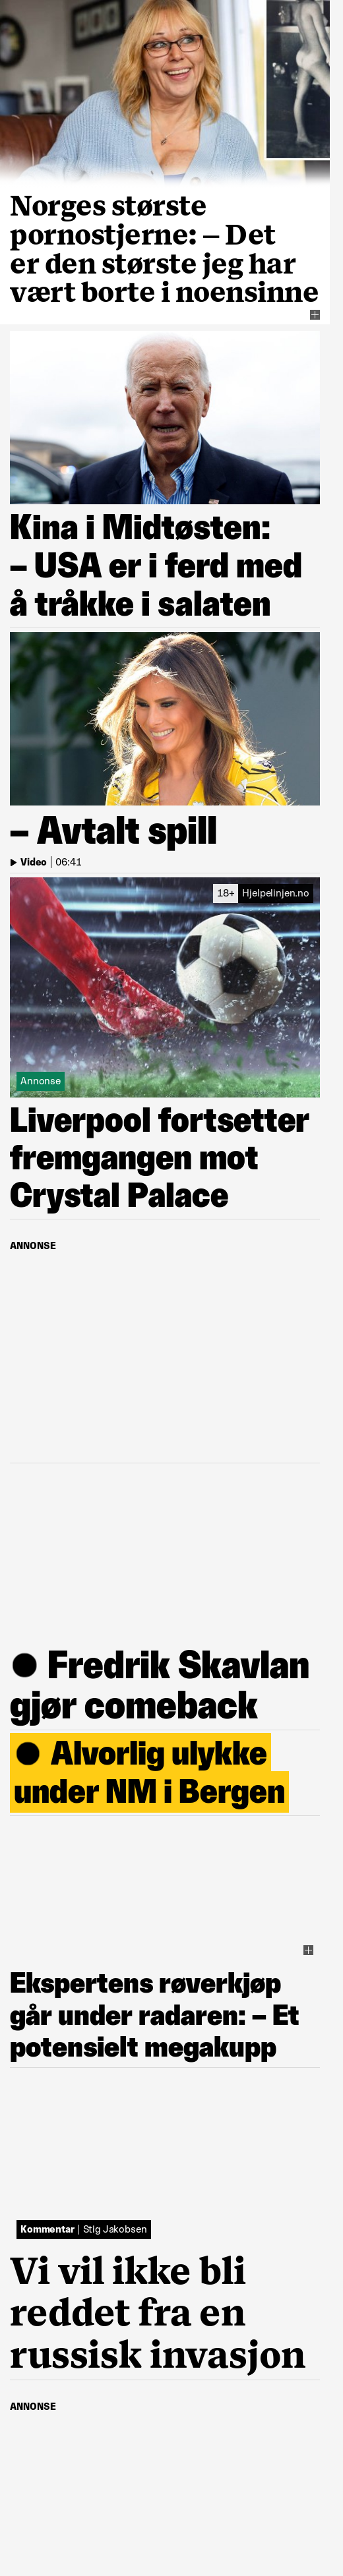 Norges største
pornostjerne: – Det
er den største jeg har
vært borte i noensinne
Kina i Midtøsten:
– USA er i ferd med
å tråkke i salaten
– Avtalt spill
Video | 06:41
18+ Hjelpelinjen.no
Annonse
Liverpool fortsetter
fremgangen mot
Crystal Palace
ANNONSE
● Fredrik Skavlan
gjør comeback
● Alvorlig ulykke
under NM i Bergen
Ekspertens røverkjøp
går under radaren: – Et
potensielt megakupp
Kommentar | Stig Jakobsen
Vi vil ikke bli
reddet fra en
russisk invasjon
ANNONSE